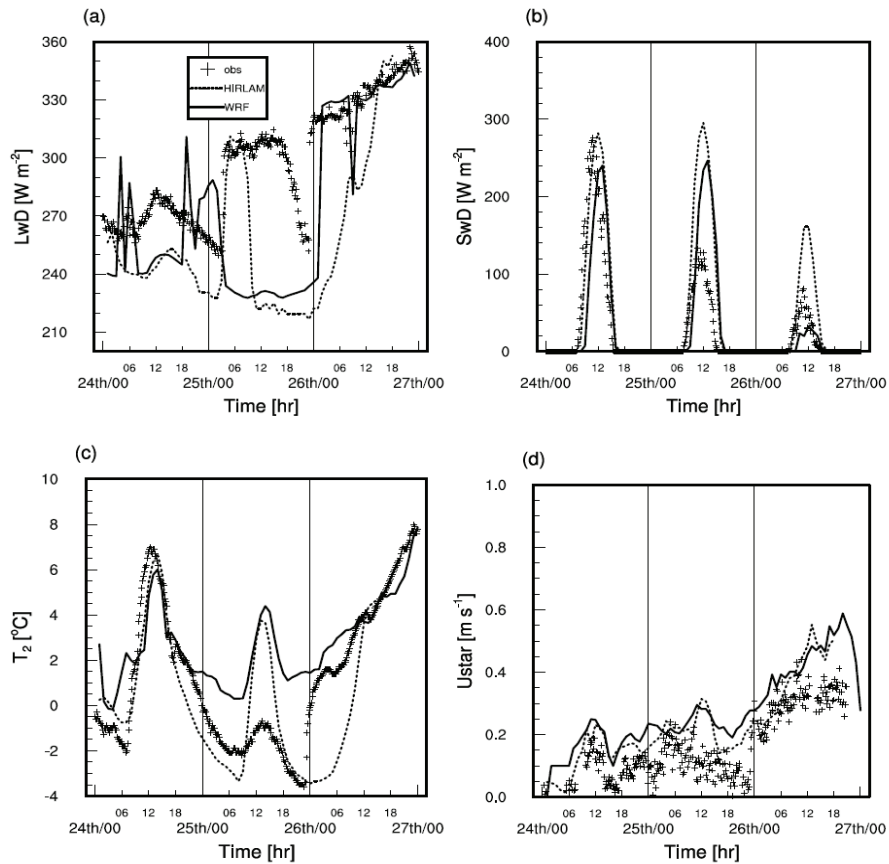 (a)
360
330
300
270
240
210
LwD [W m-2]
obs
HIRLAM
WRF
06 12 18 06 12 18 06 12 18
24th/00 25th/00 26th/00 27th/00
Time [hr]
(b)
400
300
200
100
0
SwD [W m-2]
06 12 18 06 12 18 06 12 18
24th/00 25th/00 26th/00 27th/00
Time [hr]
(c)
10
8
6
4
2
0
-2
-4
T2 [oC]
06 12 18 06 12 18 06 12 18
24th/00 25th/00 26th/00 27th/00
Time [hr]
(d)
1.0
0.8
0.6
0.4
0.2
0.0
Ustar [m s-1]
06 12 18 06 12 18 06 12 18
24th/00 25th/00 26th/00 27th/00
Time [hr]